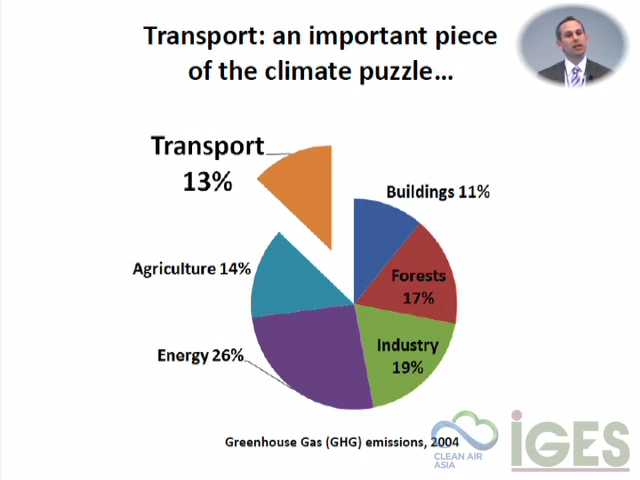 Transport: an important piece
of the climate puzzle…
Transport
13%
Buildings 11%
Agriculture 14%
Forests
17%
Industry
19%
Energy 26%
Greenhouse Gas (GHG) emissions, 2004
CLEAN AIR
ASIA
iGES